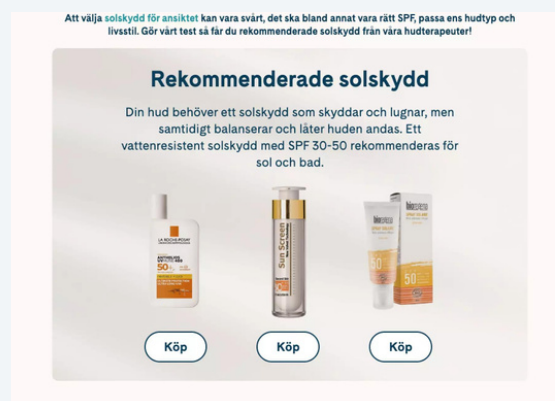 Att välja solskydd för ansiktet kan vara svårt, det ska bland annat vara rätt SPF, passa ens hudtyp och
livsstil. Gör vårt test så får du rekommenderade solskydd från våra hudterapeuter!
Rekommenderade solskydd
Din hud behöver ett solskydd som skyddar och lugnar, men
samtidigt balanserar och låter huden andas. Ett
vattenresistent solskydd med SPF 30-50 rekommenderas för
sol och bad.
LA ROCHE-POSAY
ANTHELIOS
50+
Sun Screen
50
50
Köp
Köp
Köp